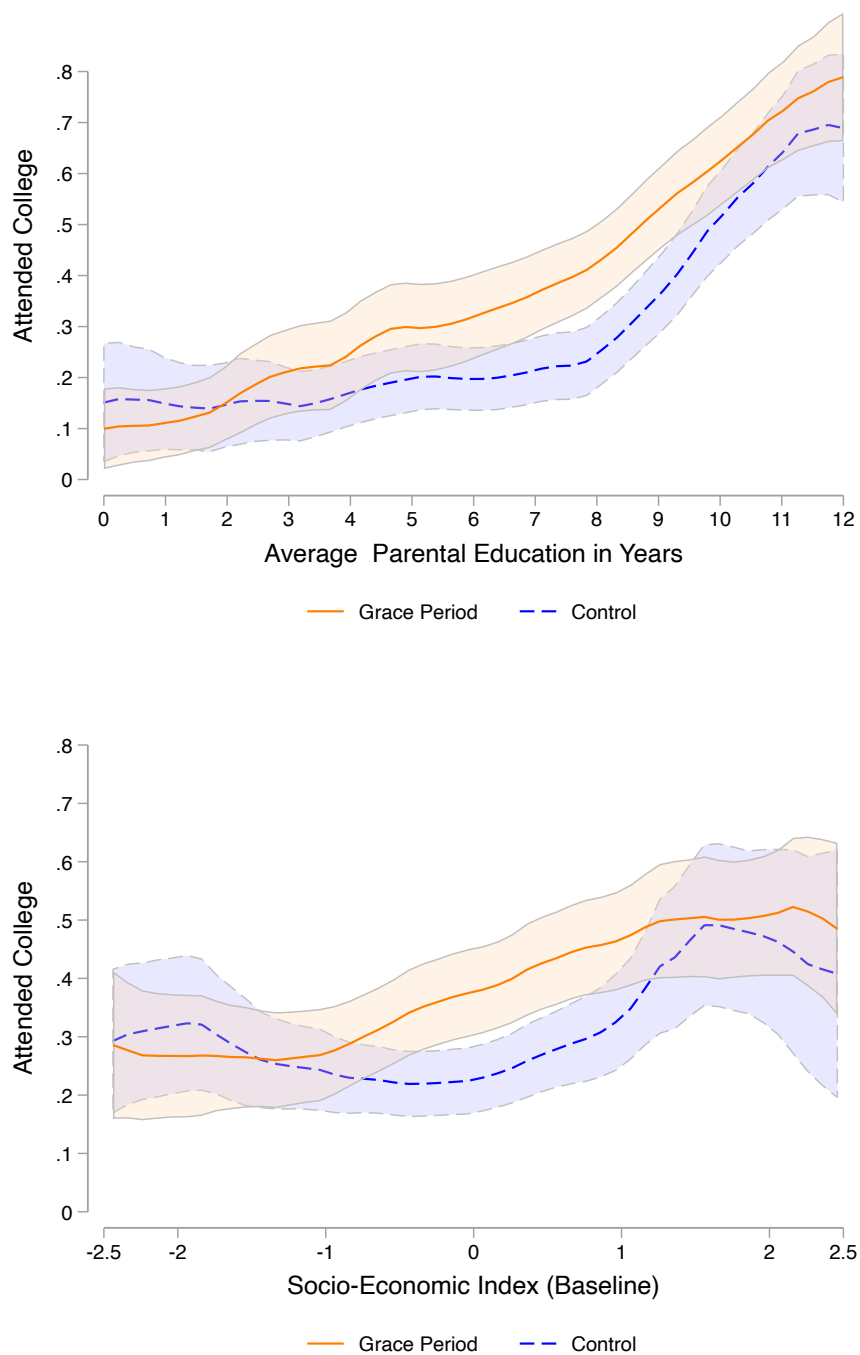 .8
.7
.6
.5
.4
.3
.2
.1
0
Attended College
0 1 2 3 4 5 6 7 8 9 10 11 12
Average  Parental Education in Years
Grace Period Control
.8
.7
.6
.5
.4
.3
.2
.1
0
Attended College
-2.5 -2 -1 0 1 2 2.5
Socio-Economic Index (Baseline)
Grace Period Control